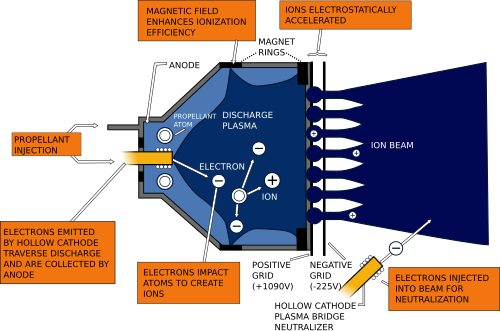 MAGNETIC FIELD
ENHANCES IONIZATION
EFFICIENCY
IONS ELECTROSTATICALLY
ACCELERATED
MAGNET
RINGS
ANODE
PROPELLANT
ATOM
DISCHARGE
PLASMA
PROPELLANT
INJECTION
ELECTRON
ION
ION BEAM
ELECTRONS EMITTED
BY HOLLOW CATHODE
TRAVERSE DISCHARGE
AND ARE COLLECTED BY
ANODE
ELECTRONS IMPACT
ATOMS TO CREATE
IONS
POSITIVE
GRID
(+1090V)
NEGATIVE
GRID
(-225V)
ELECTRONS INJECTED
INTO BEAM FOR
NEUTRALIZATION
HOLLOW CATHODE
PLASMA BRIDGE
NEUTRALIZER